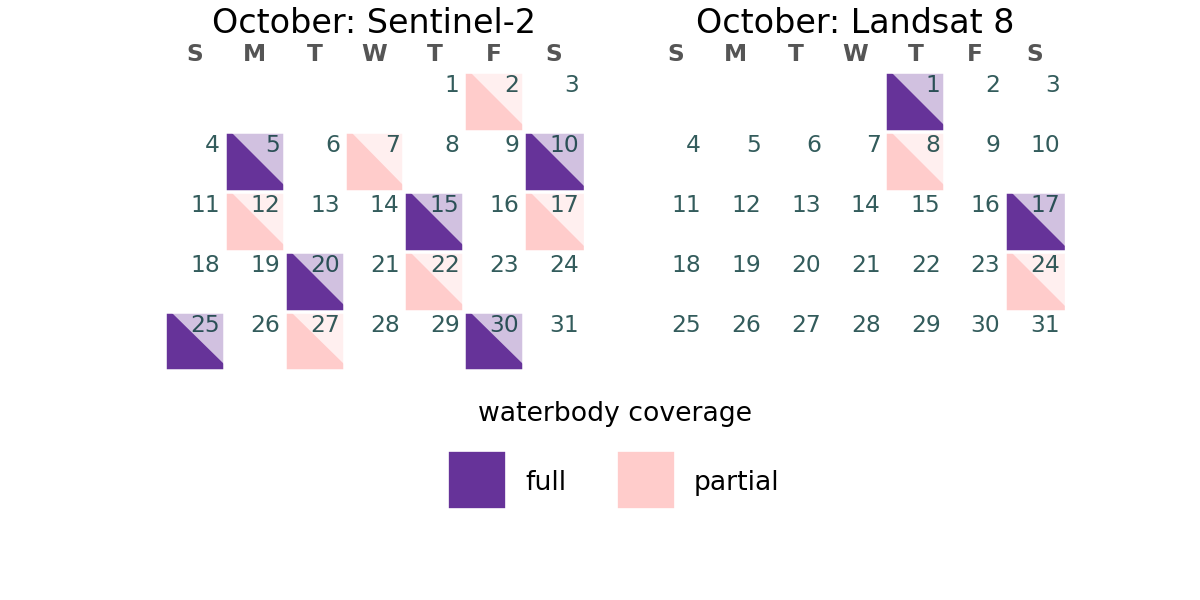 October: Sentinel-2
S M T W T F S
1 2 3
4 5 6 7 8 9 10
11 12 13 14 15 16 17
18 19 20 21 22 23 24
25 26 27 28 29 30 31
October: Landsat 8
S M T W T F S
1 2 3
4 5 6 7 8 9 10
11 12 13 14 15 16 17
18 19 20 21 22 23 24
25 26 27 28 29 30 31
waterbody coverage
full
partial